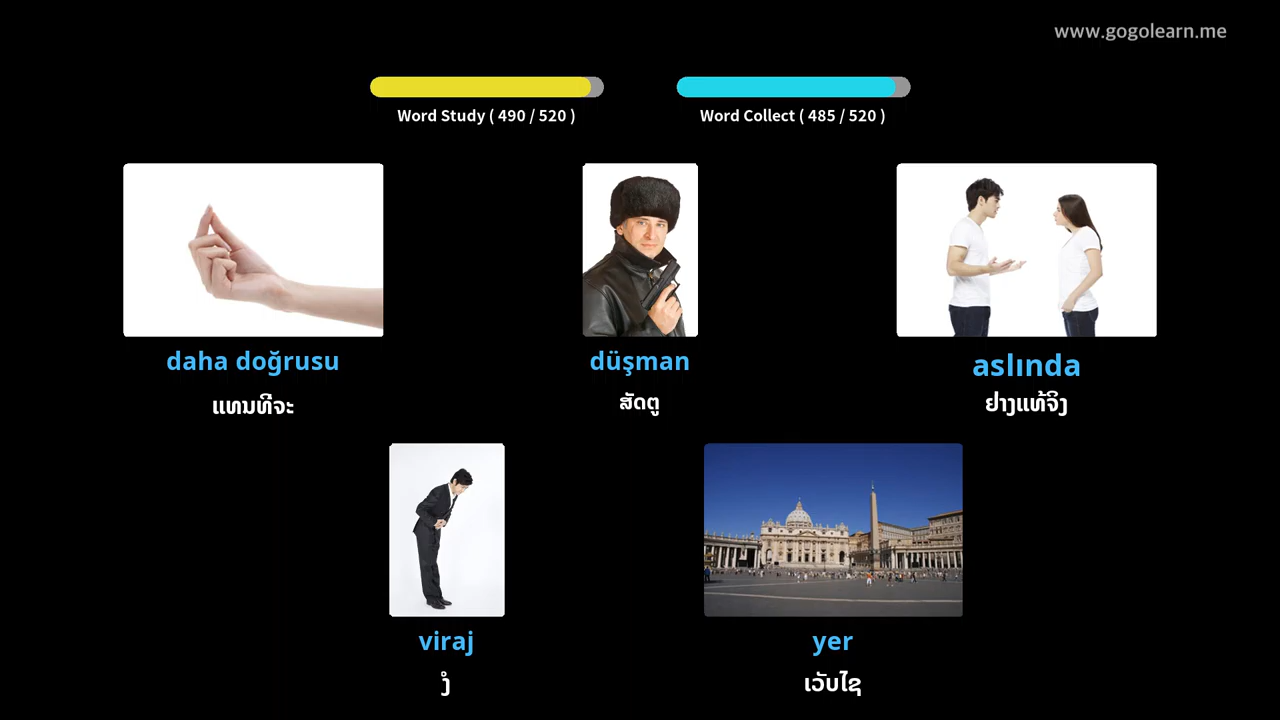 www.gogolearn.me
Word Study ( 490 / 520 )
Word Collect ( 485 / 520 )
daha doğrusu
ແທນທີຈະ
düşman
ສັດຕູ
aslında
ຢ່າງແທ້ຈິງ
viraj
ງໍ
yer
ເວັບໄຊ